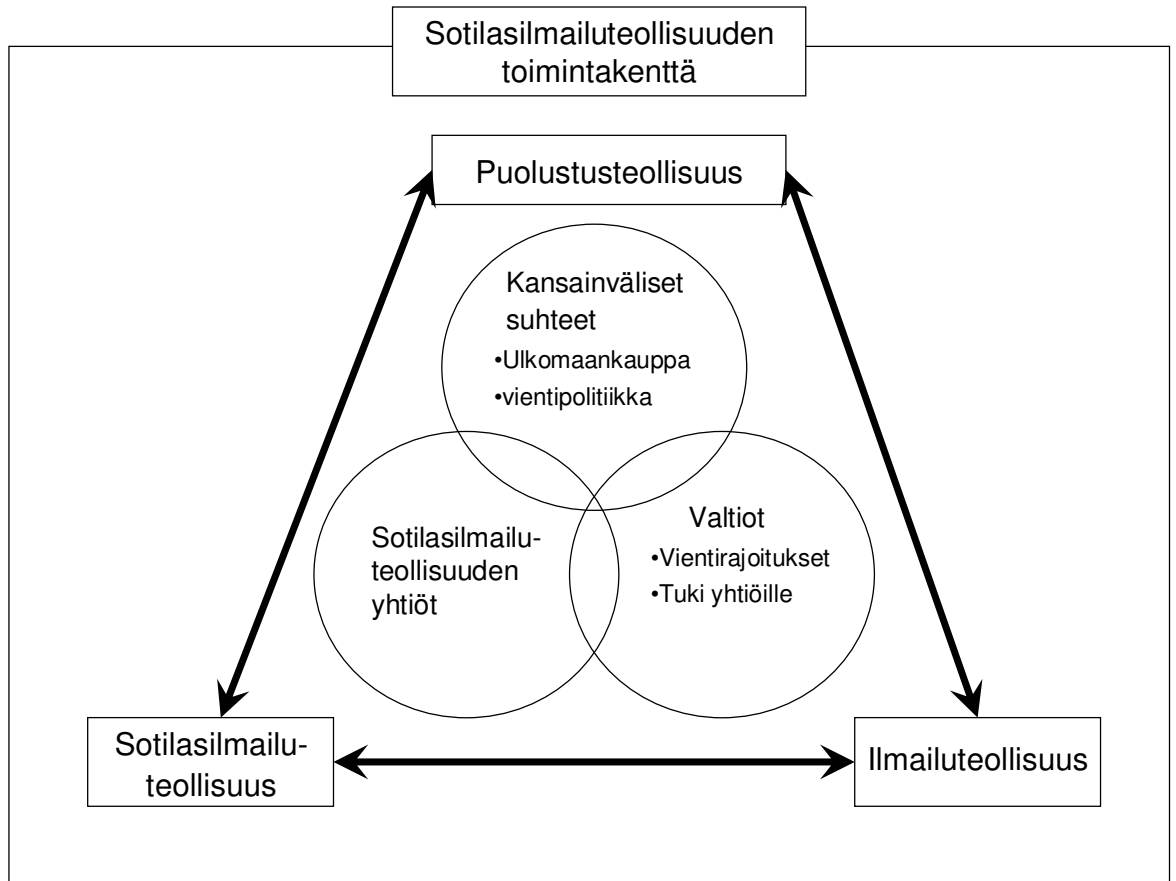 Sotilasilmailuteollisuuden
toimintakenttä
Puolustusteollisuus
Kansainväliset
suhteet
•Ulkomaankauppa
•vientipolitiikka
Sotilasilmailu-
teollisuuden
yhtiöt
Valtiot
•Vientirajoitukset
•Tuki yhtiöille
Sotilasilmailu-
teollisuus
Ilmailuteollisuus